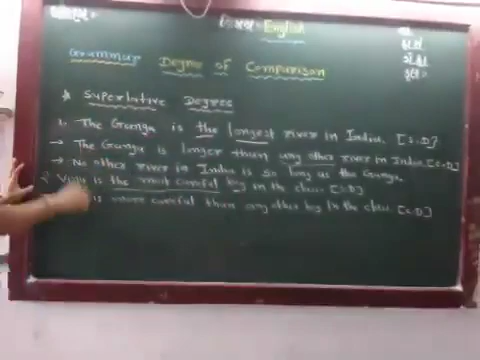 વિષય :- English
Grammar Degree of Comparison
* Superlative Degree
1. The Ganga is the longest river in India. [S.D]
→ The Ganga is longer than any other river in India. [C.D]
→ No other river in India is so long as the Ganga.
is the most careful boy in the class. [S.D]
is more careful than any other boy in the class. [C.D]